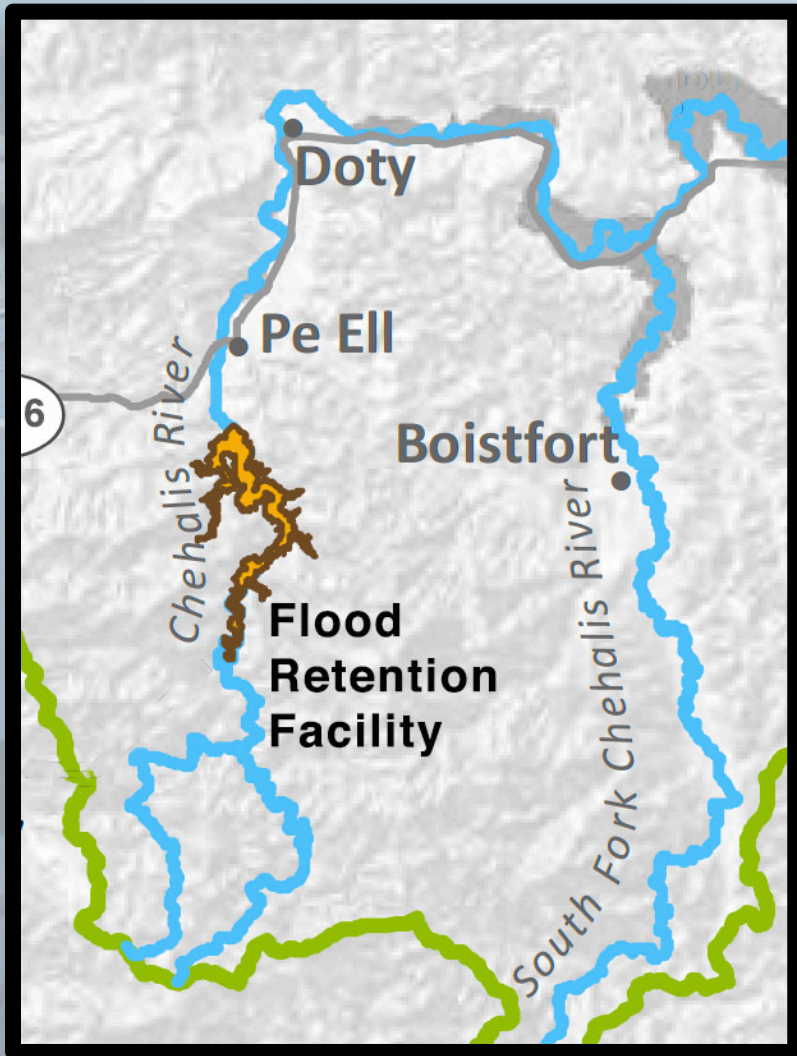 Doty
Pe Ell
6
Chehalis River
Boistfort
Flood
Retention
Facility
South Fork Chehalis River